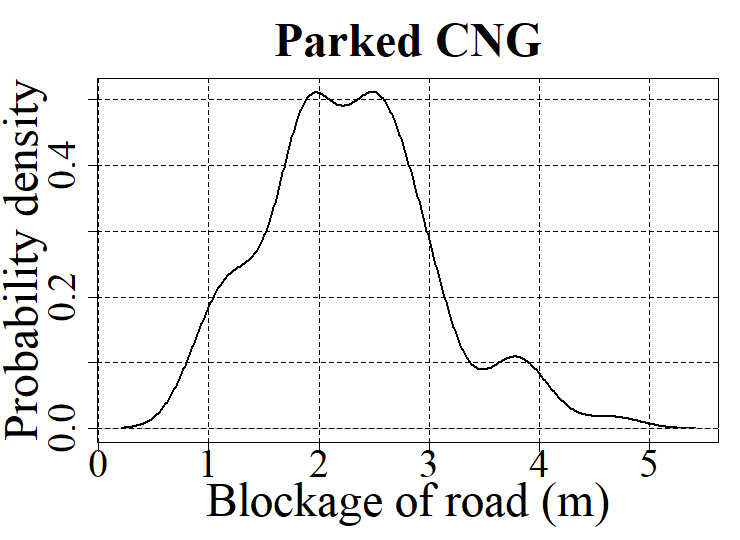 Parked CNG
Probability density
0.4
0.2
0.0
0 1 2 3 4 5
Blockage of road (m)